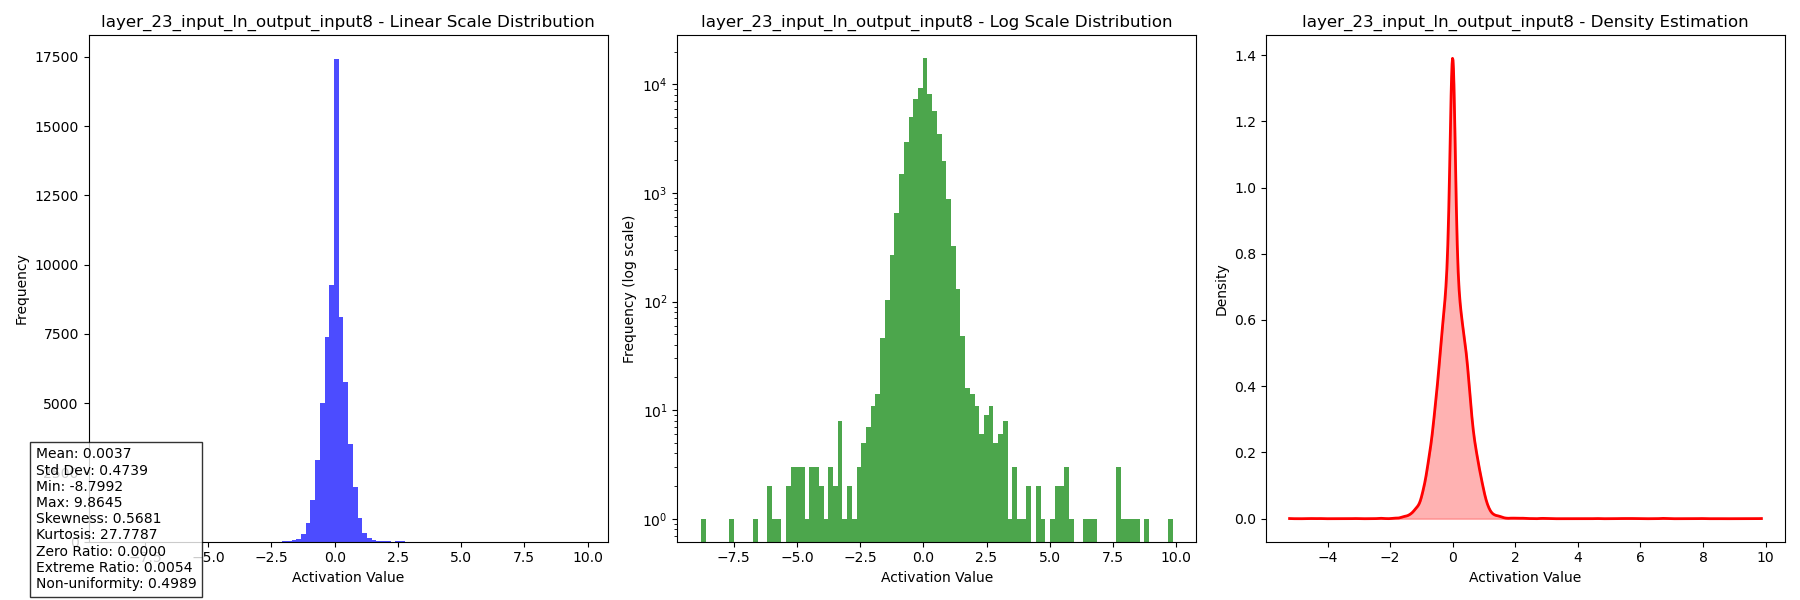 layer_23_input_ln_output_input8 - Linear Scale Distribution
17500
15000
12500
10000
7500
5000
0
Frequency
−5.0
−2.5
0.0
2.5
5.0
7.5
10.0
Activation Value
Mean: 0.0037
Std Dev: 0.4739
Min: -8.7992
Max: 9.8645
Skewness: 0.5681
Kurtosis: 27.7787
Zero Ratio: 0.0000
Extreme Ratio: 0.0054
Non-uniformity: 0.4989
layer_23_input_ln_output_input8 - Log Scale Distribution
10⁴
10³
10²
10¹
10⁰
Frequency (log scale)
−7.5
−5.0
−2.5
0.0
2.5
5.0
7.5
10.0
Activation Value
layer_23_input_ln_output_input8 - Density Estimation
1.4
1.2
1.0
0.8
0.6
0.4
0.2
0.0
Density
−4
−2
0
2
4
6
8
10
Activation Value